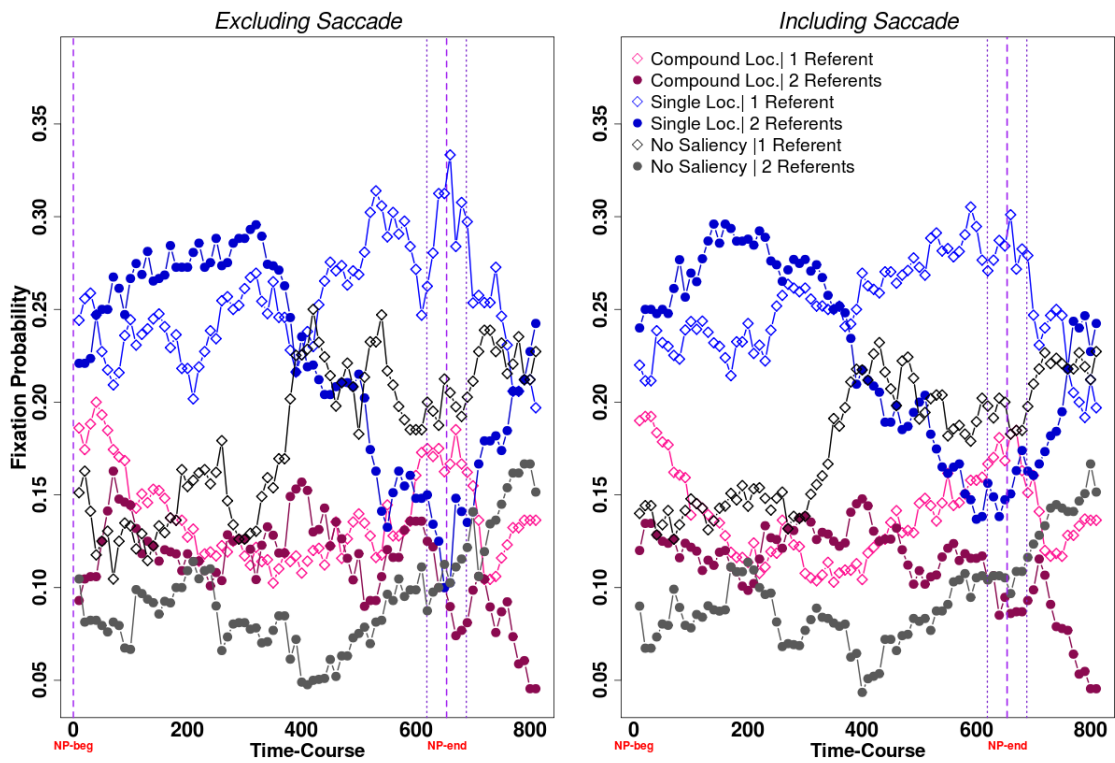 Excluding Saccade
Including Saccade
Fixation Probability
0.05 0.10 0.15 0.20 0.25 0.30 0.35
0 200 400 600 800
NP-beg NP-end
Time-Course
0.05 0.10 0.15 0.20 0.25 0.30 0.35
Compound Loc.| 1 Referent
Compound Loc.| 2 Referents
Single Loc.| 1 Referent
Single Loc.| 2 Referents
No Saliency |1 Referent
No Saliency | 2 Referents
0 200 400 600 800
NP-beg NP-end
Time-Course